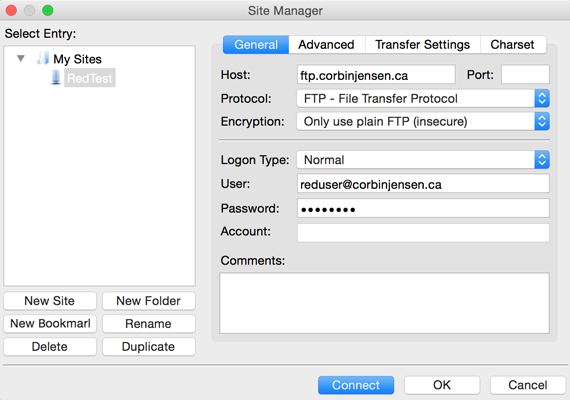 Site Manager
Select Entry:
My Sites
RedTest
New Site
New Folder
New Bookmarl
Rename
Delete
Duplicate
General
Advanced
Transfer Settings
Charset
Host:
ftp.corbinjensen.ca
Port:
Protocol:
FTP - File Transfer Protocol
Encryption:
Only use plain FTP (insecure)
Logon Type:
Normal
User:
reduser@corbinjensen.ca
Password:
••••••••
Account:
Comments:
Connect
OK
Cancel